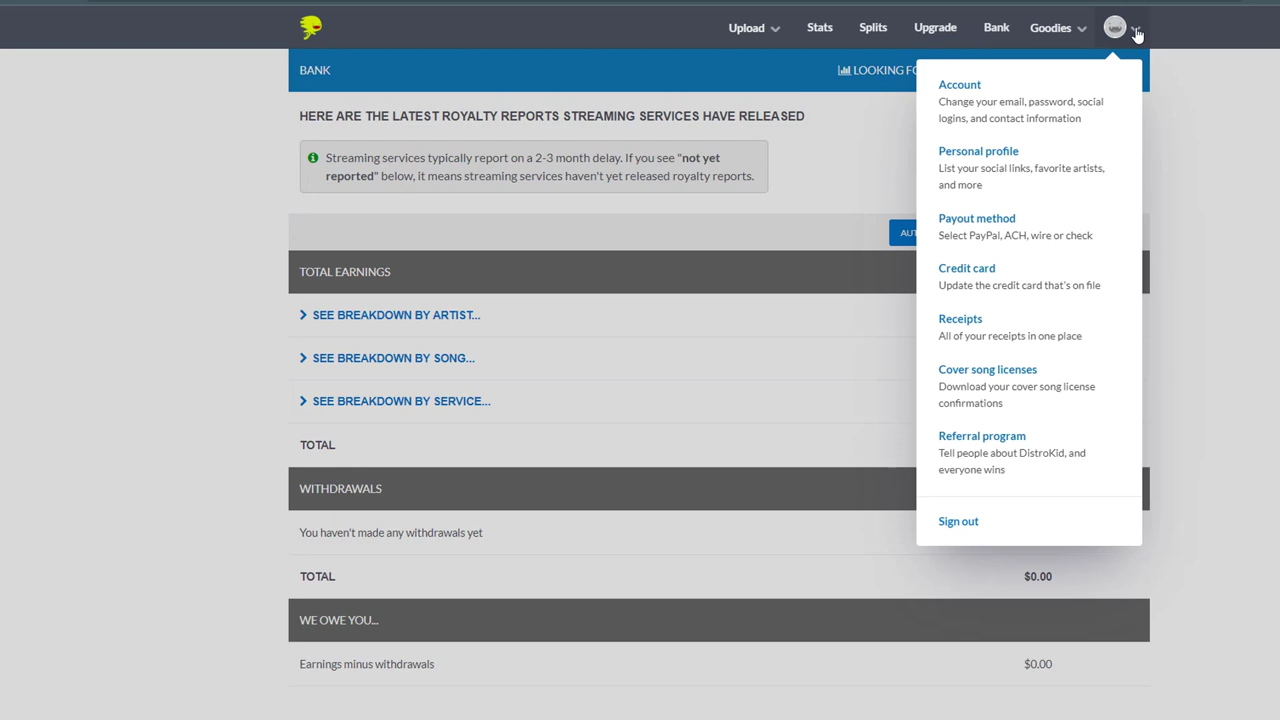 Upload
Stats
Splits
Upgrade
Bank
Goodies
BANK
LOOKING FO
HERE ARE THE LATEST ROYALTY REPORTS STREAMING SERVICES HAVE RELEASED
Streaming services typically report on a 2-3 month delay. If you see "not yet
reported" below, it means streaming services haven't yet released royalty reports.
AUT
TOTAL EARNINGS
SEE BREAKDOWN BY ARTIST...
SEE BREAKDOWN BY SONG...
SEE BREAKDOWN BY SERVICE...
TOTAL
WITHDRAWALS
You haven't made any withdrawals yet
TOTAL
$0.00
WE OWE YOU...
Earnings minus withdrawals
$0.00
Account
Change your email, password, social
logins, and contact information
Personal profile
List your social links, favorite artists,
and more
Payout method
Select PayPal, ACH, wire or check
Credit card
Update the credit card that's on file
Receipts
All of your receipts in one place
Cover song licenses
Download your cover song license
confirmations
Referral program
Tell people about DistroKid, and
everyone wins
Sign out